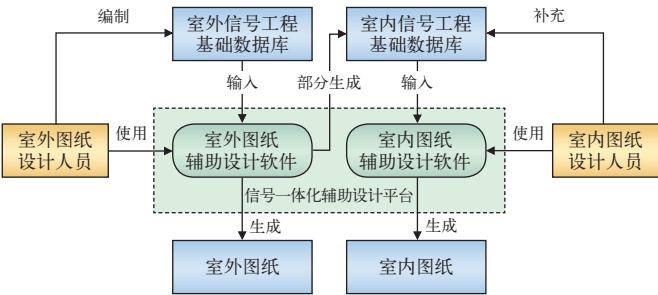 编制
室外信号工程
基础数据库
室内信号工程
基础数据库
补充
输入
部分生成
输入
室外图纸
设计人员
使用
室外图纸
辅助设计软件
室内图纸
辅助设计软件
使用
室内图纸
设计人员
信号一体化辅助设计平台
生成
生成
室外图纸
室内图纸